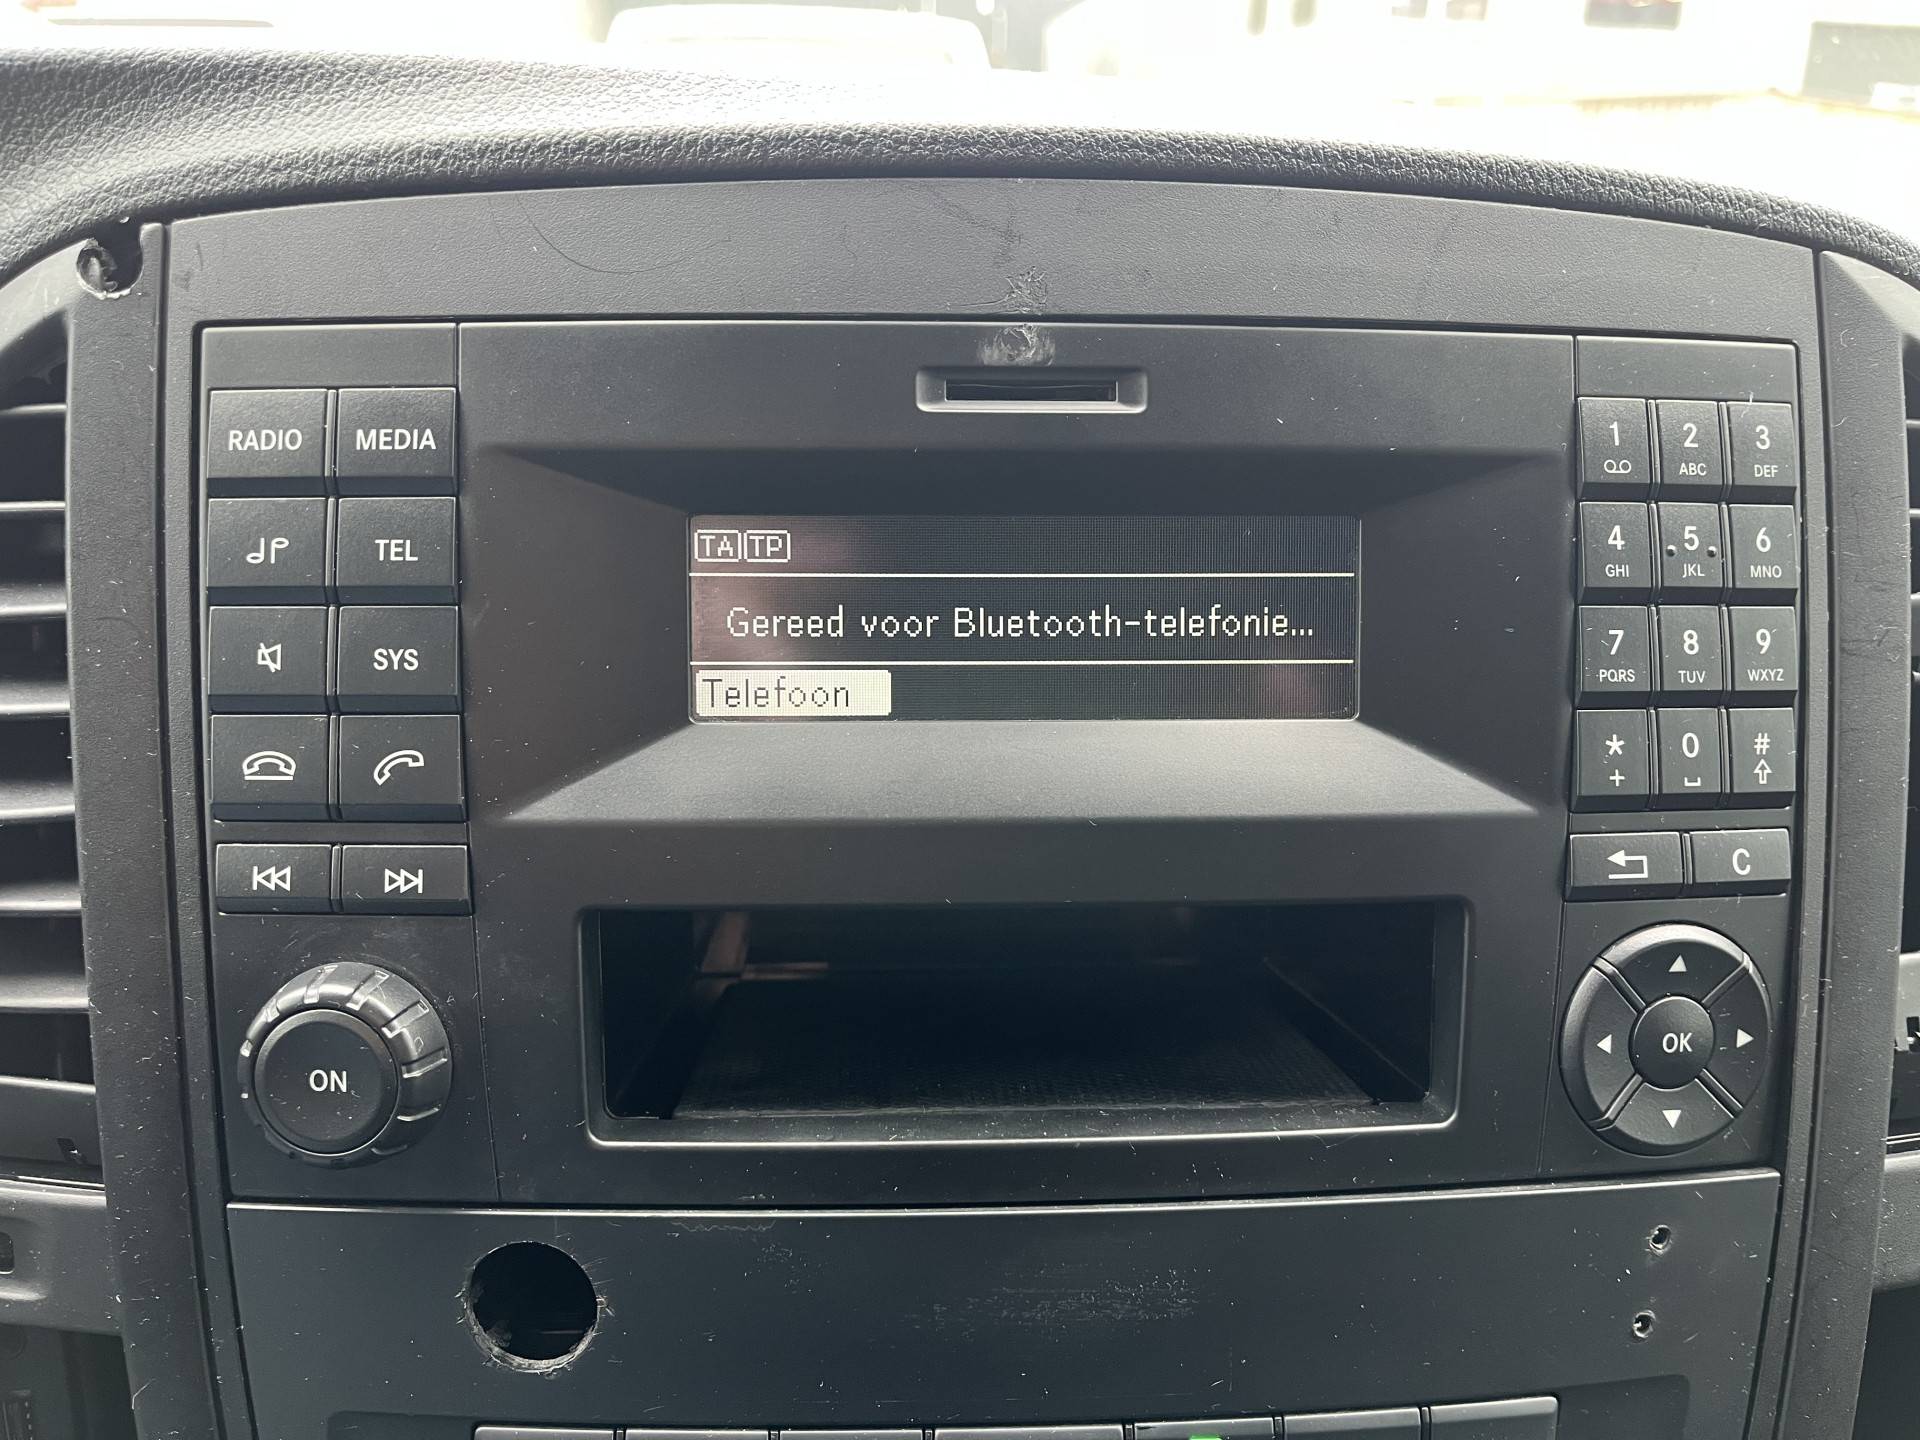 RADIO MEDIA
TEL
SYS
ON
TA TP
Gereed voor Bluetooth-telefonie...
Telefoon
1 2 3
ABC DEF
4 5 6
GHI JKL MNO
7 8 9
PQRS TUV WXYZ
* 0 #
+
C
OK